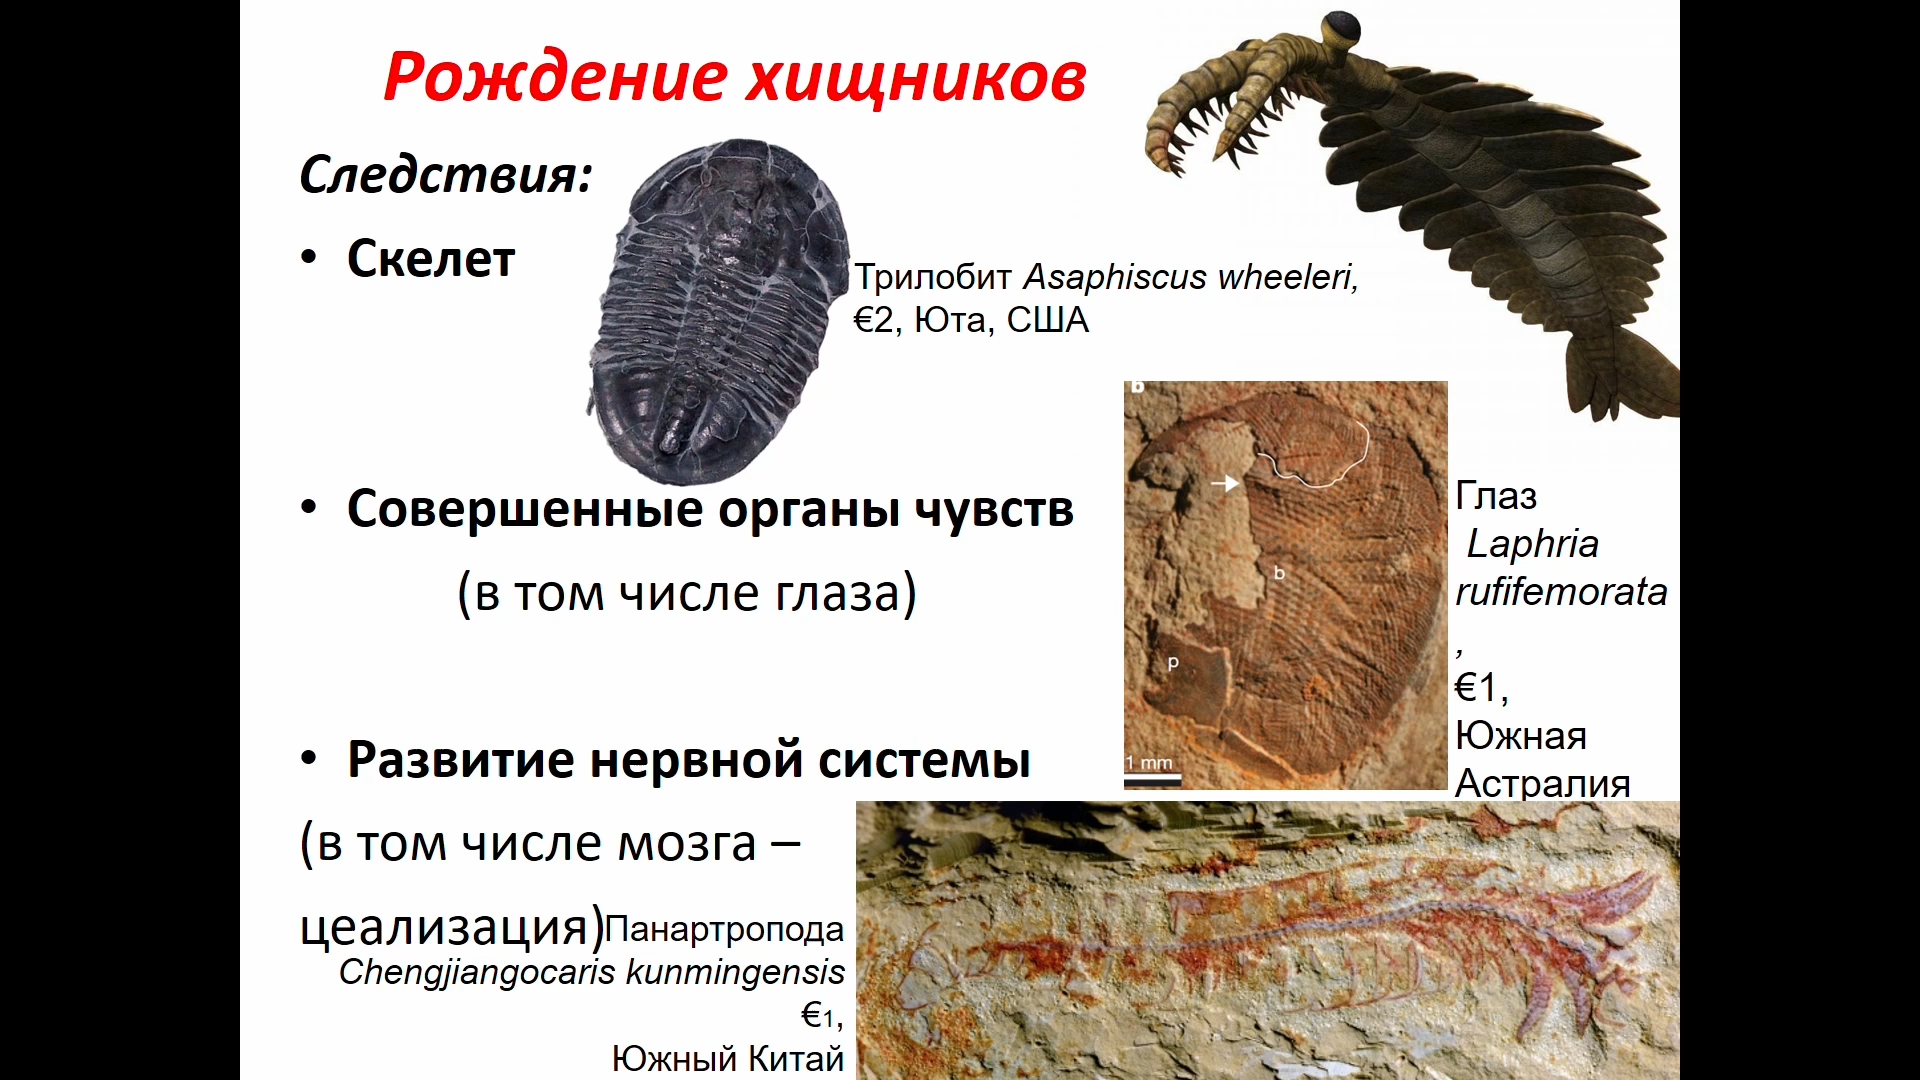 Рождение хищников
Следствия:
• Скелет
Трилобит Asaphiscus wheeleri,
€2, Юта, США
• Совершенные органы чувств
(в том числе глаза)
b
b
p
1 mm
Глаз
Laphria
rufifemorata
,
€1,
Южная
Астралия
• Развитие нервной системы
(в том числе мозга –
цеализация)
Панартропода
Chengjiangocaris kunmingensis
€1,
Южный Китай